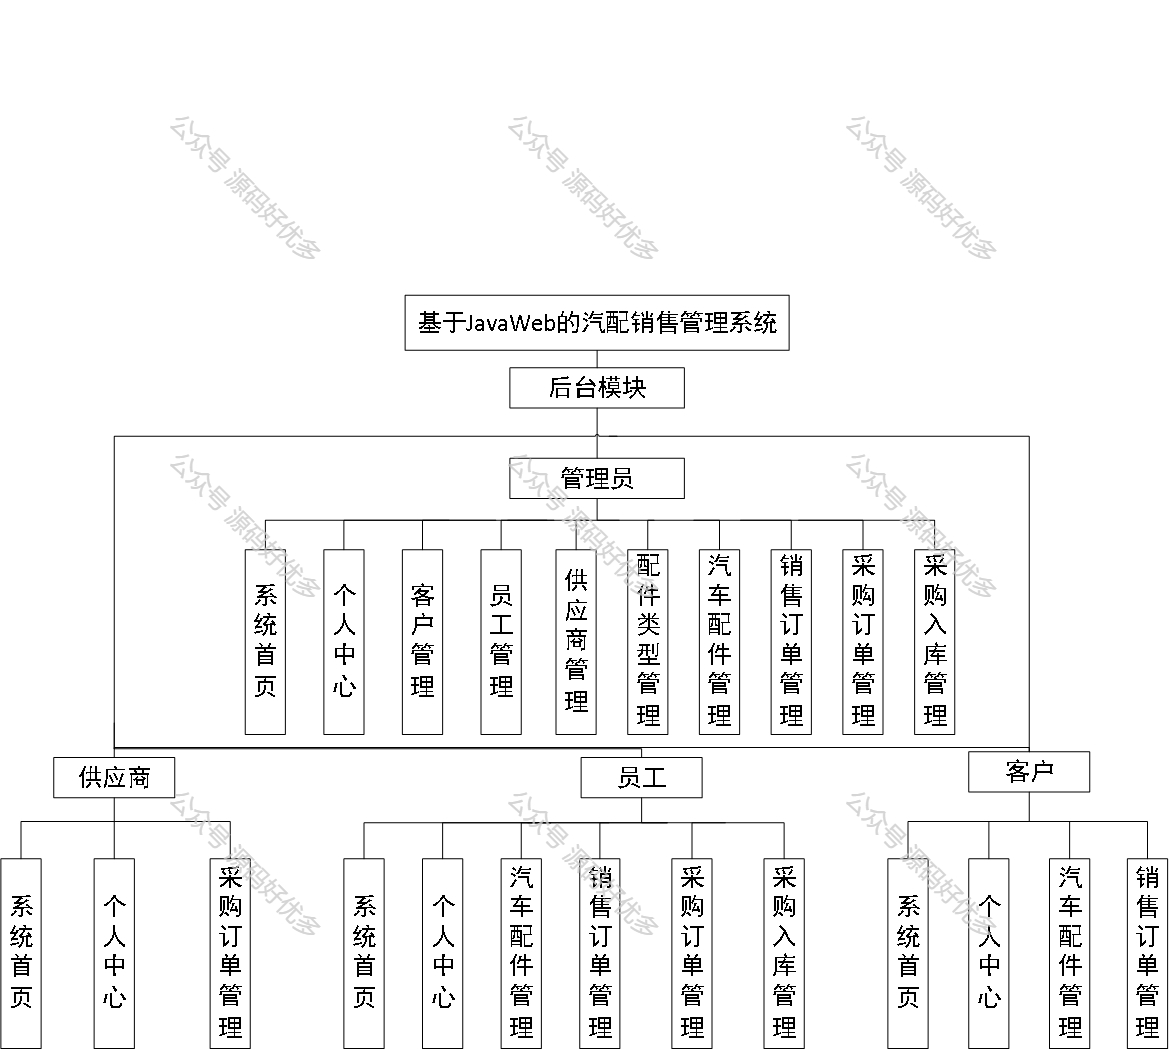 公众号 源码好优多
公众号 源码好优多
公众号 源码好优多
基于JavaWeb的汽配销售管理系统
后台模块
管理员
公众号 源码好优多
公众号 源码好优多
公众号 源码好优多
系统首页
个人中心
客户管理
员工管理
供应商管理
配件类型管理
汽车配件管理
销售订单管理
采购订单管理
采购入库管理
供应商
员工
客户
公众号 源码好优多
公众号 源码好优多
公众号 源码好优多
系统首页
个人中心
采购订单管理
系统首页
个人中心
汽车配件管理
销售订单管理
采购订单管理
采购入库管理
系统首页
个人中心
汽车配件管理
销售订单管理